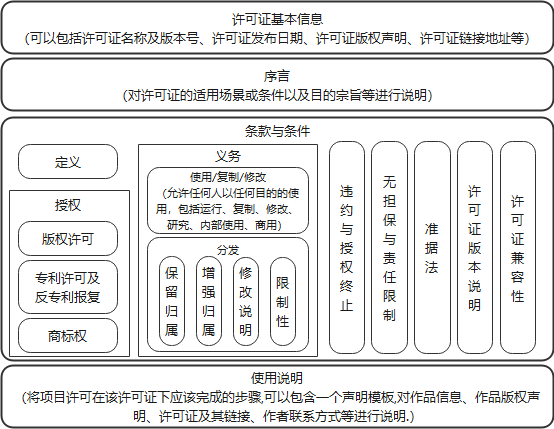 许可证基本信息
（可以包括许可证名称及版本号、许可证发布日期、许可证版权声明、许可证链接地址等）
序言
（对许可证的适用场景或条件以及目的宗旨等进行说明）
条款与条件
定义
授权
版权许可
专利许可及
反专利报复
商标权
义务
使用/复制/修改
（允许任何人以任何目的的使
用，包括运行、复制、修改、
研究、内部使用、商用）
分发
保留归属
增强归属
修改说明
限制性
违约与授权终止
无担保与责任限制
准据法
许可证版本说明
许可证兼容性
使用说明
（将项目许可在该许可证下应该完成的步骤,可以包含一个声明模板,对作品信息、作品版权声
明、许可证及其链接、作者联系方式等进行说明.）